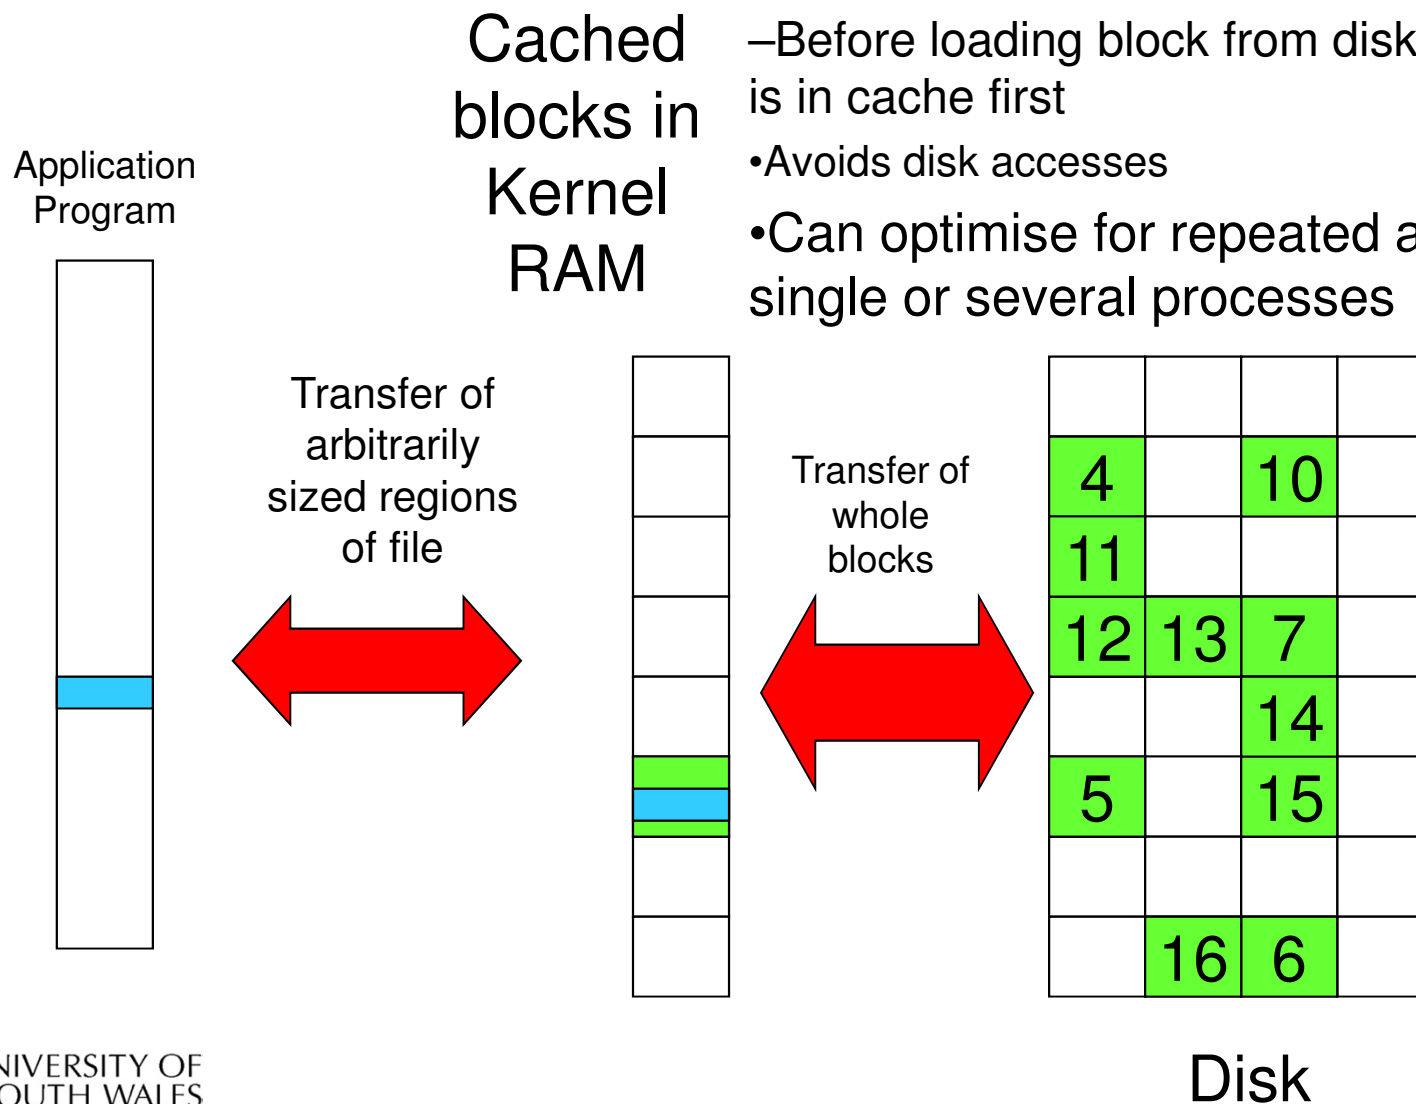 Cached
blocks in
Kernel
RAM
–Before loading block from disk
is in cache first
•Avoids disk accesses
•Can optimise for repeated a
single or several processes
Application
Program
Transfer of
arbitrarily
sized regions
of file
Transfer of
whole
blocks
4 10
11
12 13 7
14
5 15
16 6
Disk
NIVERSITY OF
OUTH WALES